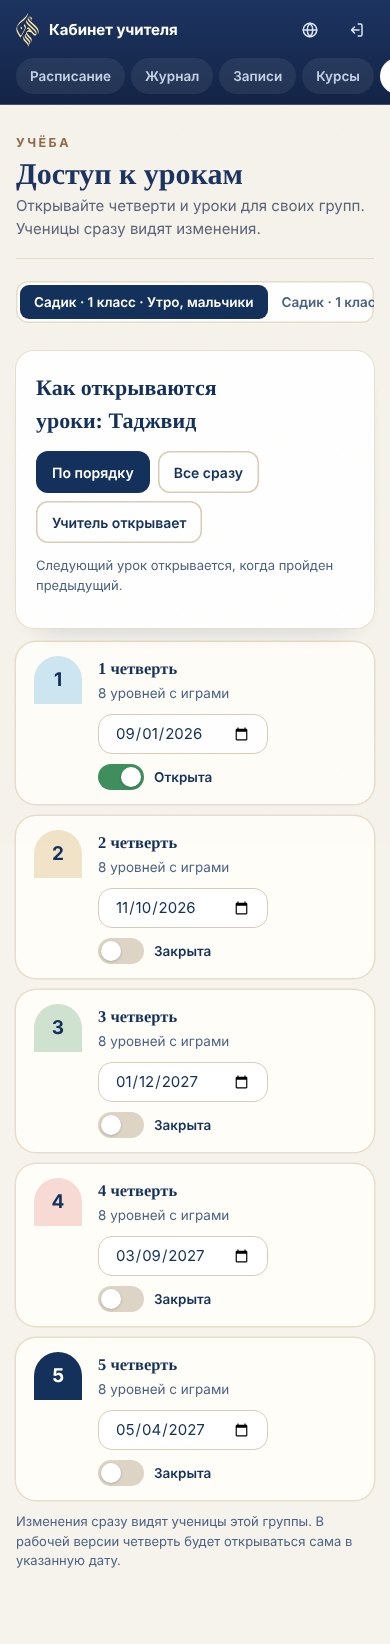 Кабинет учителя
Расписание Журнал Записи Курсы
УЧЁБА
Доступ к урокам
Открывайте четверти и уроки для своих групп.
Ученицы сразу видят изменения.
Садик · 1 класс · Утро, мальчики Садик · 1 клас
Как открываются
уроки: Таджвид
По порядку Все сразу
Учитель открывает
Следующий урок открывается, когда пройден
предыдущий.
1 1 четверть
8 уровней с играми
09/01/2026
Открыта
2 2 четверть
8 уровней с играми
11/10/2026
Закрыта
3 3 четверть
8 уровней с играми
01/12/2027
Закрыта
4 4 четверть
8 уровней с играми
03/09/2027
Закрыта
5 5 четверть
8 уровней с играми
05/04/2027
Закрыта
Изменения сразу видят ученицы этой группы. В
рабочей версии четверть будет открываться сама в
указанную дату.